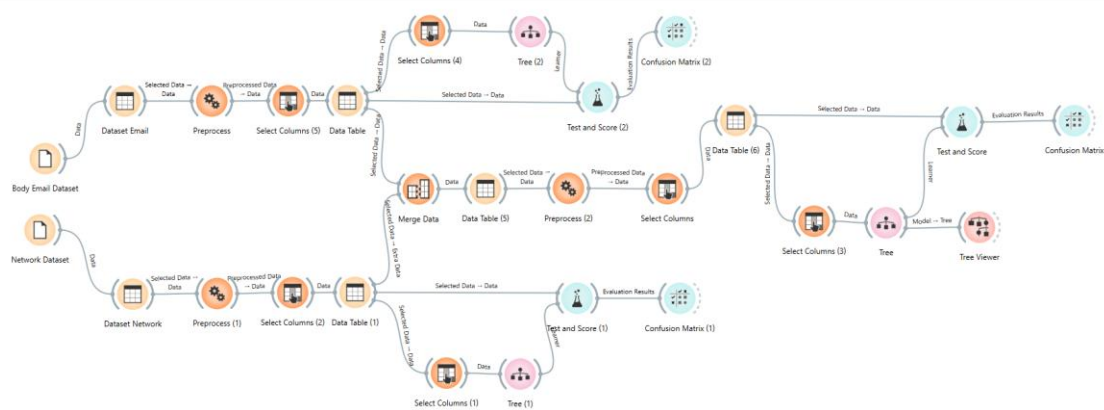 Data
Selected Data → Data
Select Columns (4)
Tree (2)
Learner
Evaluation Results
Confusion Matrix (2)
Selected Data →
Data
Preprocessed Data
→ Data
Data
Selected Data → Data
Test and Score (2)
Dataset Email
Preprocess
Select Columns (5)
Data Table
Data
Body Email Dataset
Selected Data → Data
Data
Selected Data →
Data
Preprocessed Data
→ Data
Merge Data
Data Table (5)
Preprocess (2)
Select Columns
Data
Data Table (6)
Selected Data → Data
Evaluation Results
Test and Score
Confusion Matrix
Selected Data → Data
Learner
Data
Model → Tree
Select Columns (3)
Tree
Tree Viewer
Network Dataset
Data
Selected Data → Extra Data
Selected Data →
Data
Preprocessed Data
→ Data
Data
Selected Data → Data
Evaluation Results
Dataset Network
Preprocess (1)
Select Columns (2)
Data Table (1)
Test and Score (1)
Confusion Matrix (1)
Selected Data → Data
Learner
Data
Select Columns (1)
Tree (1)